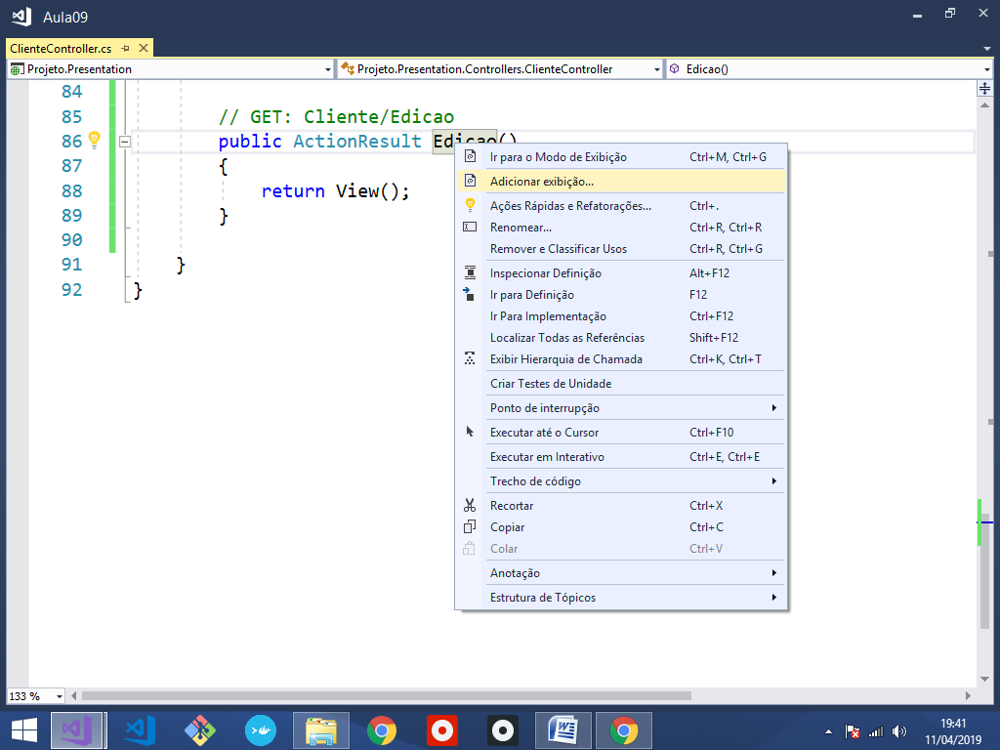 Aula09
ClienteController.cs
Projeto.Presentation
Projeto.Presentation.Controllers.ClienteController
Edicao()
84
85 // GET: Cliente/Edicao
86 public ActionResult Edicao()
87 {
88 return View();
89 }
90
91 }
92 }
Ir para o Modo de Exibição Ctrl+M, Ctrl+G
Adicionar exibição...
Ações Rápidas e Refatorações... Ctrl+.
Renomear... Ctrl+R, Ctrl+R
Remover e Classificar Usos Ctrl+R, Ctrl+G
Inspecionar Definição Alt+F12
Ir para Definição F12
Ir Para Implementação Ctrl+F12
Localizar Todas as Referências Shift+F12
Exibir Hierarquia de Chamada Ctrl+K, Ctrl+T
Criar Testes de Unidade
Ponto de interrupção
Executar até o Cursor Ctrl+F10
Executar em Interativo Ctrl+E, Ctrl+E
Trecho de código
Recortar Ctrl+X
Copiar Ctrl+C
Colar Ctrl+V
Anotação
Estrutura de Tópicos
133 %
19:41
11/04/2019